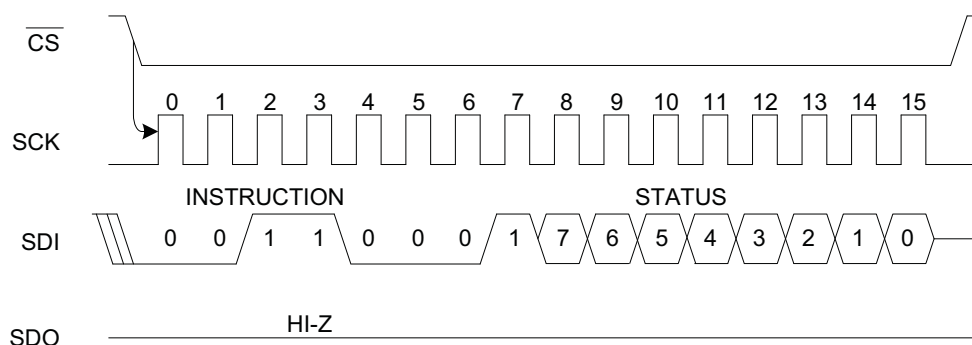 CS
0 1 2 3 4 5 6 7 8 9 10 11 12 13 14 15
SCK
INSTRUCTION STATUS
SDI 0 0 1 1 0 0 0 1 7 6 5 4 3 2 1 0
HI-Z
SDO